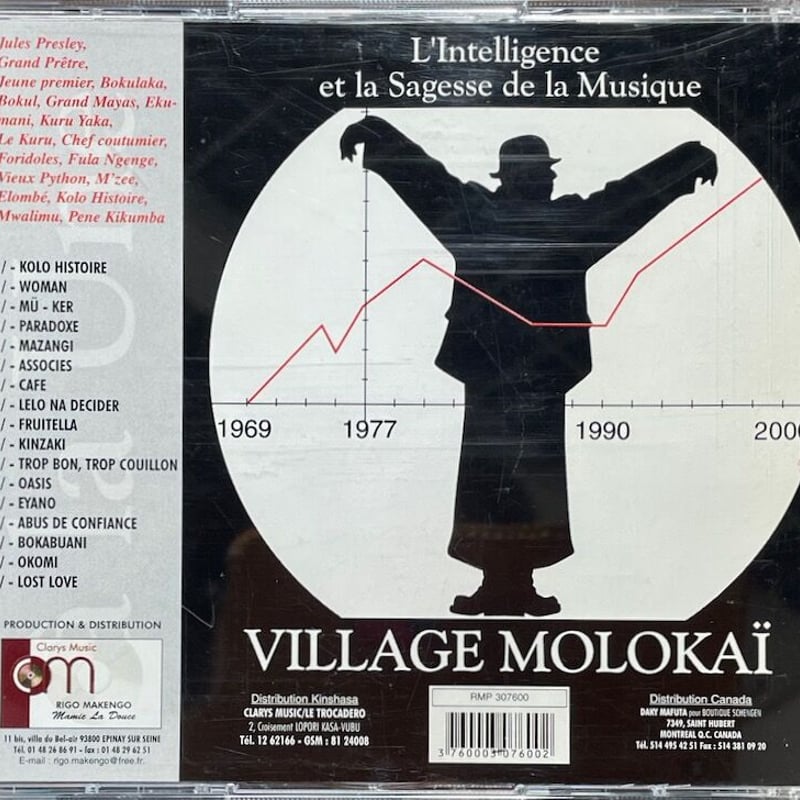 L'Intelligence
et la Sagesse de la Musique
Jules Presley,
Grand Prêtre,
Jeune premier, Bokulaka,
Bokul, Grand Mayas, Eku-
mani, Kuru Yaka,
Le Kuru, Chef coutumier,
Foridoles, Fula Ngenge,
Vieux Python, M'zee,
Elombé, Kolo Histoire,
Mwalimu, Pene Kikumba
/ - KOLO HISTOIRE
/ - WOMAN
/ - MÜ - KER
/ - PARADOXE
/ - MAZANGI
/ - ASSOCIES
/ - CAFE
/ - LELO NA DECIDER
/ - FRUITELLA
/ - KINZAKI
/ - TROP BON, TROP COUILLON
/ - OASIS
/ - EYANO
/ - ABUS DE CONFIANCE
/ - BOKABUANI
/ - OKOMI
/ - LOST LOVE
1969 1977 1990 200
VILLAGE MOLOKAÏ
PRODUCTION & DISTRIBUTION
Clarys Music
cm
RIGO MAKENGO
Mamie La Douce
11 bis, villa du Bel-air 93800 EPINAY SUR SEINE
Tél. 01 48 26 86 91 - fax : 01 48 29 62 51
E-mail : rigo.makengo@free.fr.
Distribution Kinshasa
CLARYS MUSIC/LE TROCADERO
2, Croisement LOPORI KASA-VUBU
Tél. 12 62166 - GSM : 81 24008
RMP 307600
3 760003 076002
Distribution Canada
DANY MAFUTA pour BOUTIQUE SCHENGEN
7349, SAINT HUBERT
MONTREAL Q.C. CANADA
Tél. 514 495 42 51 Fax : 514 381 09 20